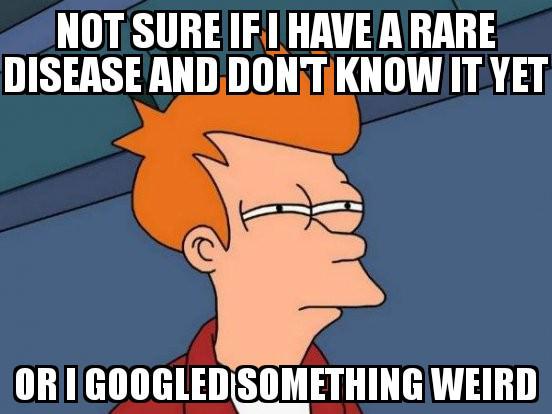 NOT SURE IF I HAVE A RARE
DISEASE AND DON'T KNOW IT YET
OR I GOOGLED SOMETHING WEIRD